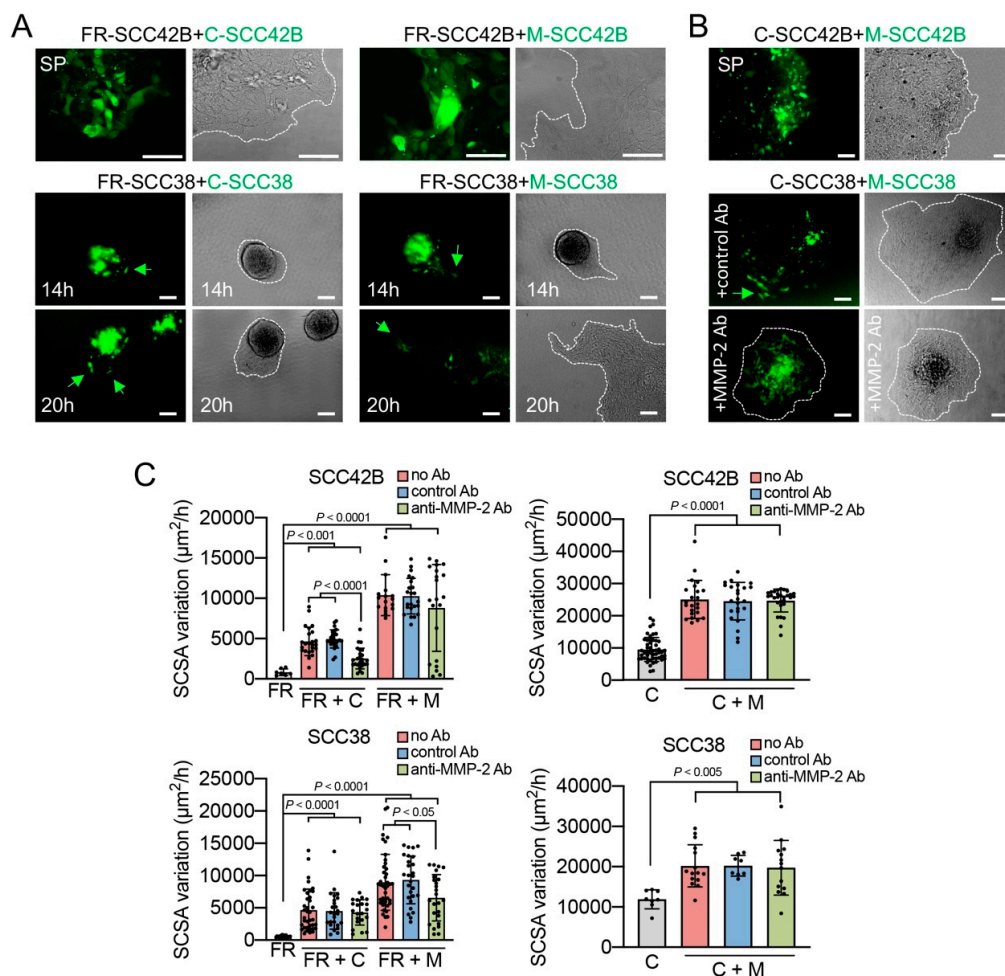 A
FR-SCC42B+C-SCC42B
FR-SCC42B+M-SCC42B
SP
FR-SCC38+C-SCC38
FR-SCC38+M-SCC38
14h
14h
14h
14h
20h
20h
20h
20h
B
C-SCC42B+M-SCC42B
SP
C-SCC38+M-SCC38
+control Ab
+MMP-2 Ab
+MMP-2 Ab
C
SCC42B
no Ab
control Ab
anti-MMP-2 Ab
SCSA variation (µm²/h)
20000
15000
10000
5000
0
P < 0.0001
P < 0.001
P < 0.0001
FR
FR + C
FR + M
SCC42B
no Ab
control Ab
anti-MMP-2 Ab
SCSA variation (µm²/h)
50000
40000
30000
20000
10000
0
P < 0.0001
C
C + M
SCC38
no Ab
control Ab
anti-MMP-2 Ab
SCSA variation (µm²/h)
25000
20000
15000
10000
5000
0
P < 0.0001
P < 0.0001
P < 0.05
FR
FR + C
FR + M
SCC38
no Ab
control Ab
anti-MMP-2 Ab
SCSA variation (µm²/h)
40000
30000
20000
10000
0
P < 0.005
C
C + M